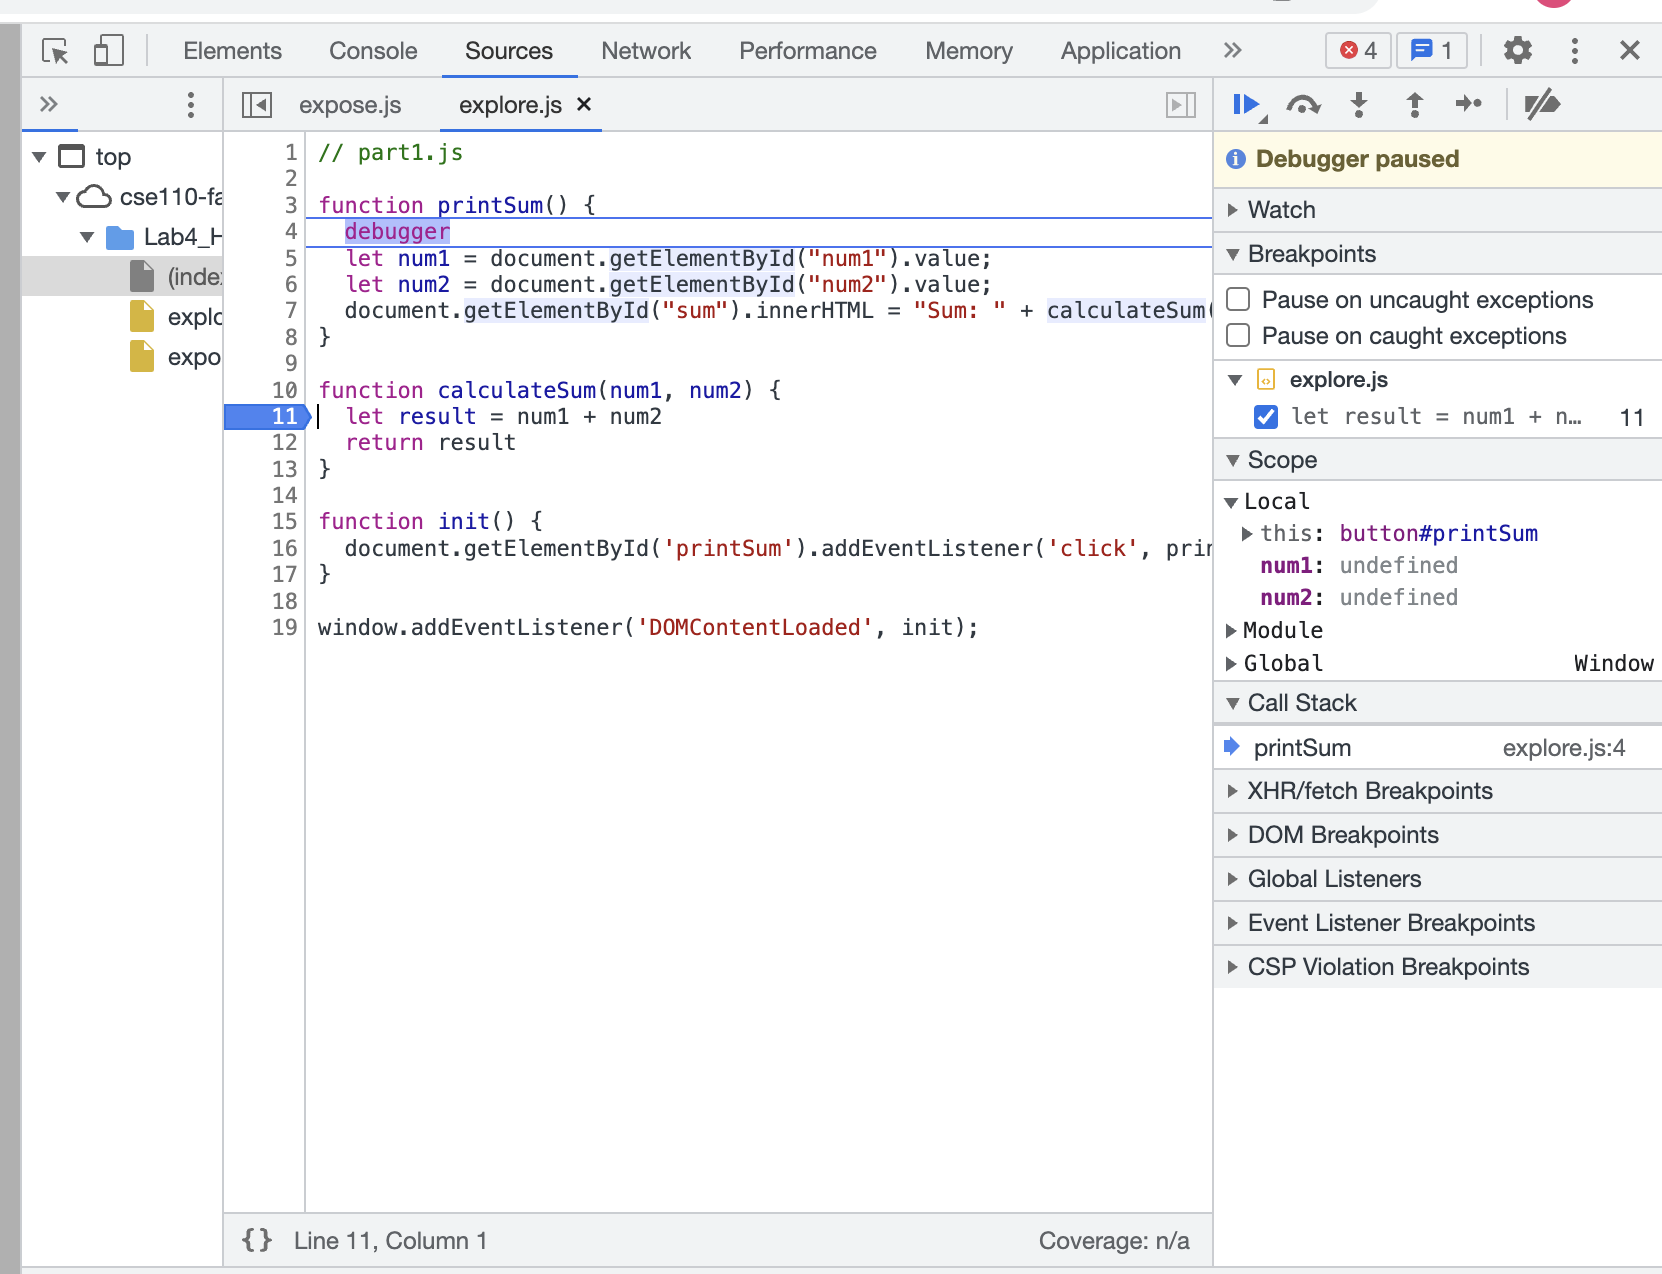 Elements Console Sources Network Performance Memory Application 4 1
expose.js explore.js
top
cse110-fa
Lab4_H
(inde
explo
expo
1 // part1.js
2
3 function printSum() {
4 debugger
5 let num1 = document.getElementById("num1").value;
6 let num2 = document.getElementById("num2").value;
7 document.getElementById("sum").innerHTML = "Sum: " + calculateSum(
8 }
9
10 function calculateSum(num1, num2) {
11 let result = num1 + num2
12 return result
13 }
14
15 function init() {
16 document.getElementById('printSum').addEventListener('click', prin
17 }
18
19 window.addEventListener('DOMContentLoaded', init);
{} Line 11, Column 1 Coverage: n/a
Debugger paused
Watch
Breakpoints
Pause on uncaught exceptions
Pause on caught exceptions
explore.js
let result = num1 + n… 11
Scope
Local
this: button#printSum
num1: undefined
num2: undefined
Module
Global Window
Call Stack
printSum explore.js:4
XHR/fetch Breakpoints
DOM Breakpoints
Global Listeners
Event Listener Breakpoints
CSP Violation Breakpoints